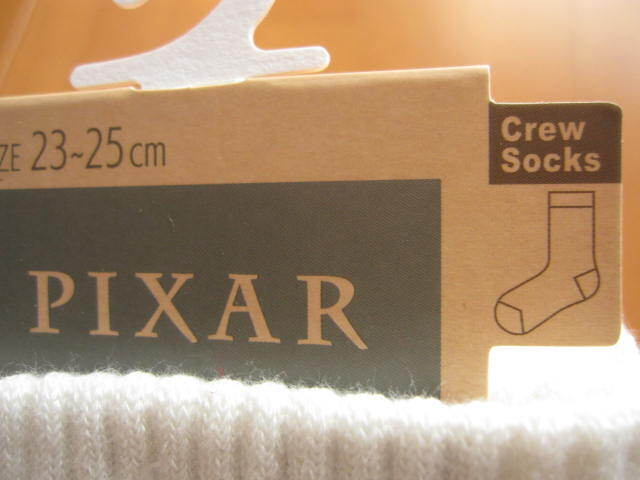 ZE 23~25cm
Crew
Socks
PIXAR